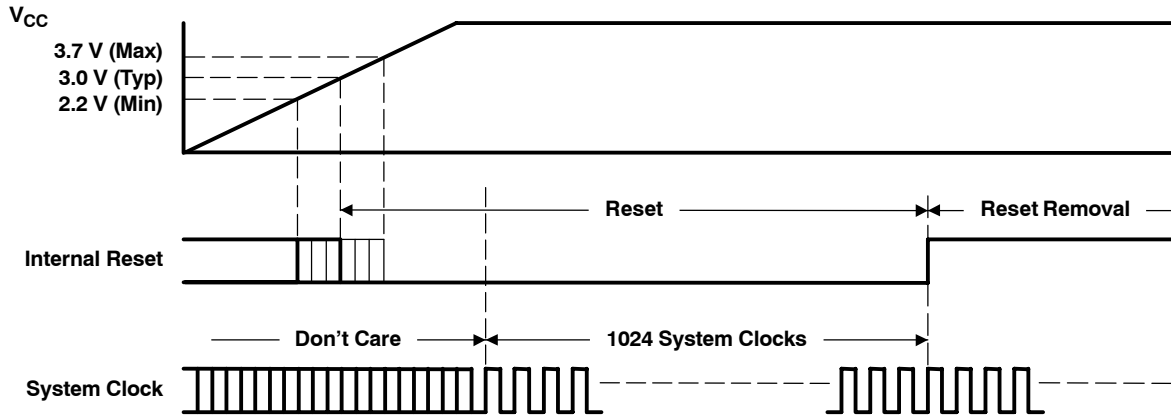 VCC
3.7 V (Max)
3.0 V (Typ)
2.2 V (Min)
Reset
Reset Removal
Internal Reset
Don't Care
1024 System Clocks
System Clock